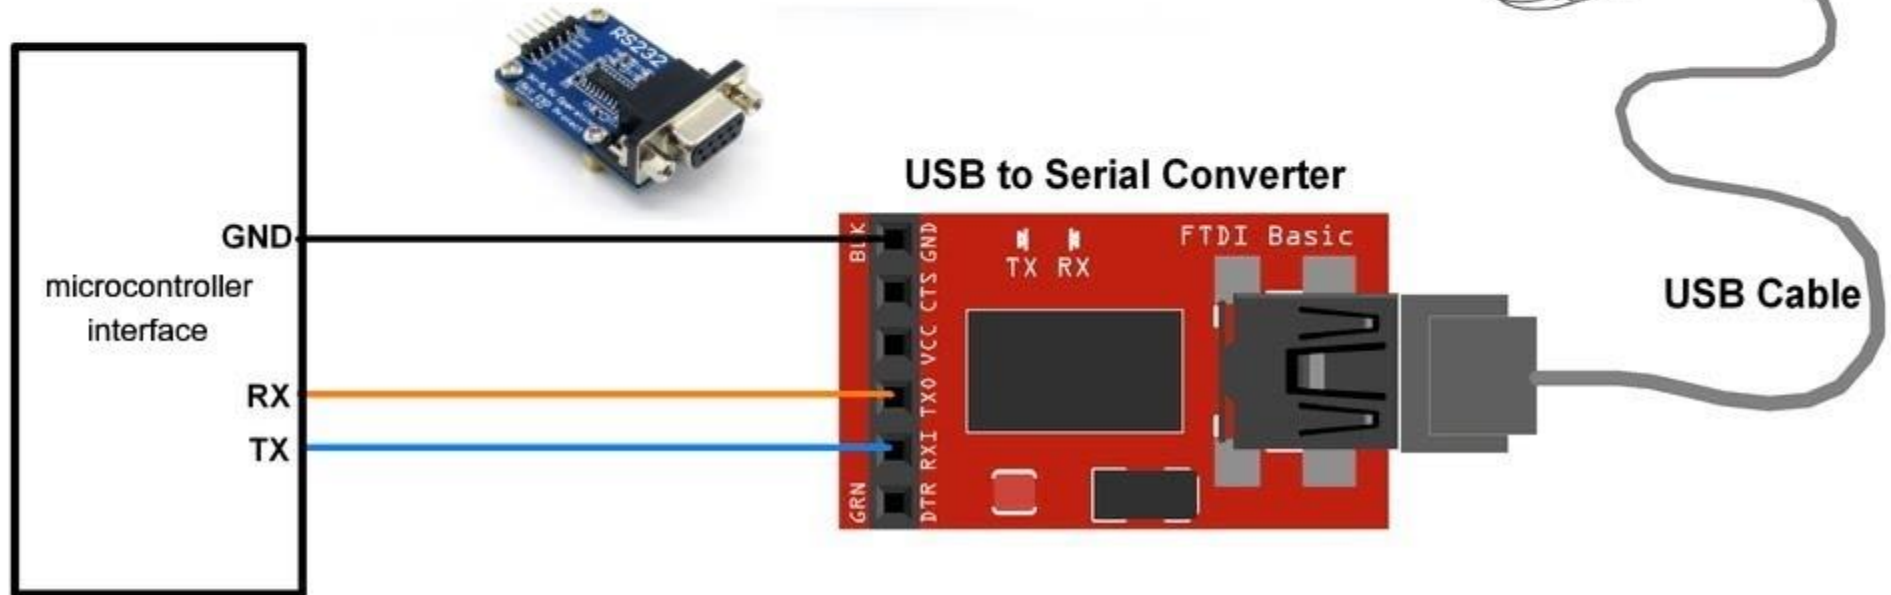 RS232
USB to Serial Converter
GND
BLK
GND
TX RX
FTDI Basic
microcontroller
interface
CTS
VCC
USB Cable
RX
TXO
TX
RXI
GRN
DTR